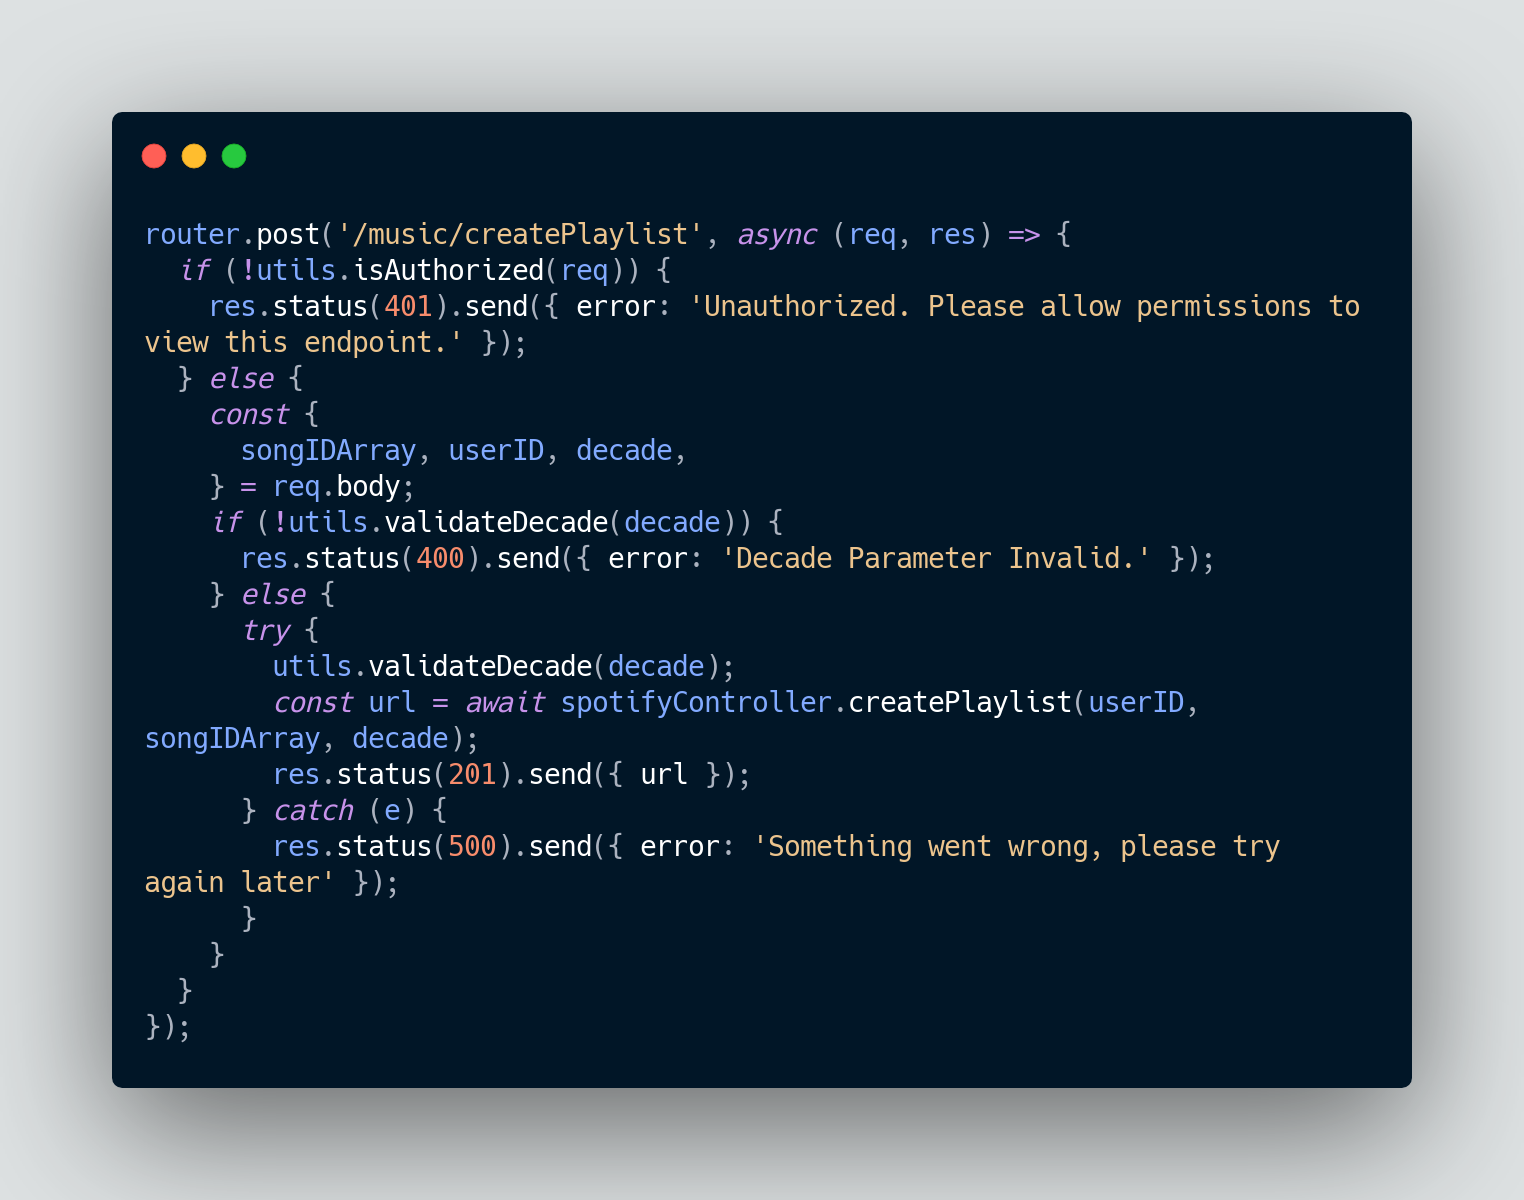 router.post('/music/createPlaylist', async (req, res) => {
  if (!utils.isAuthorized(req)) {
    res.status(401).send({ error: 'Unauthorized. Please allow permissions to
view this endpoint.' });
  } else {
    const {
      songIDArray, userID, decade,
    } = req.body;
    if (!utils.validateDecade(decade)) {
      res.status(400).send({ error: 'Decade Parameter Invalid.' });
    } else {
      try {
        utils.validateDecade(decade);
        const url = await spotifyController.createPlaylist(userID,
songIDArray, decade);
        res.status(201).send({ url });
      } catch (e) {
        res.status(500).send({ error: 'Something went wrong, please try
again later' });
      }
    }
  }
});